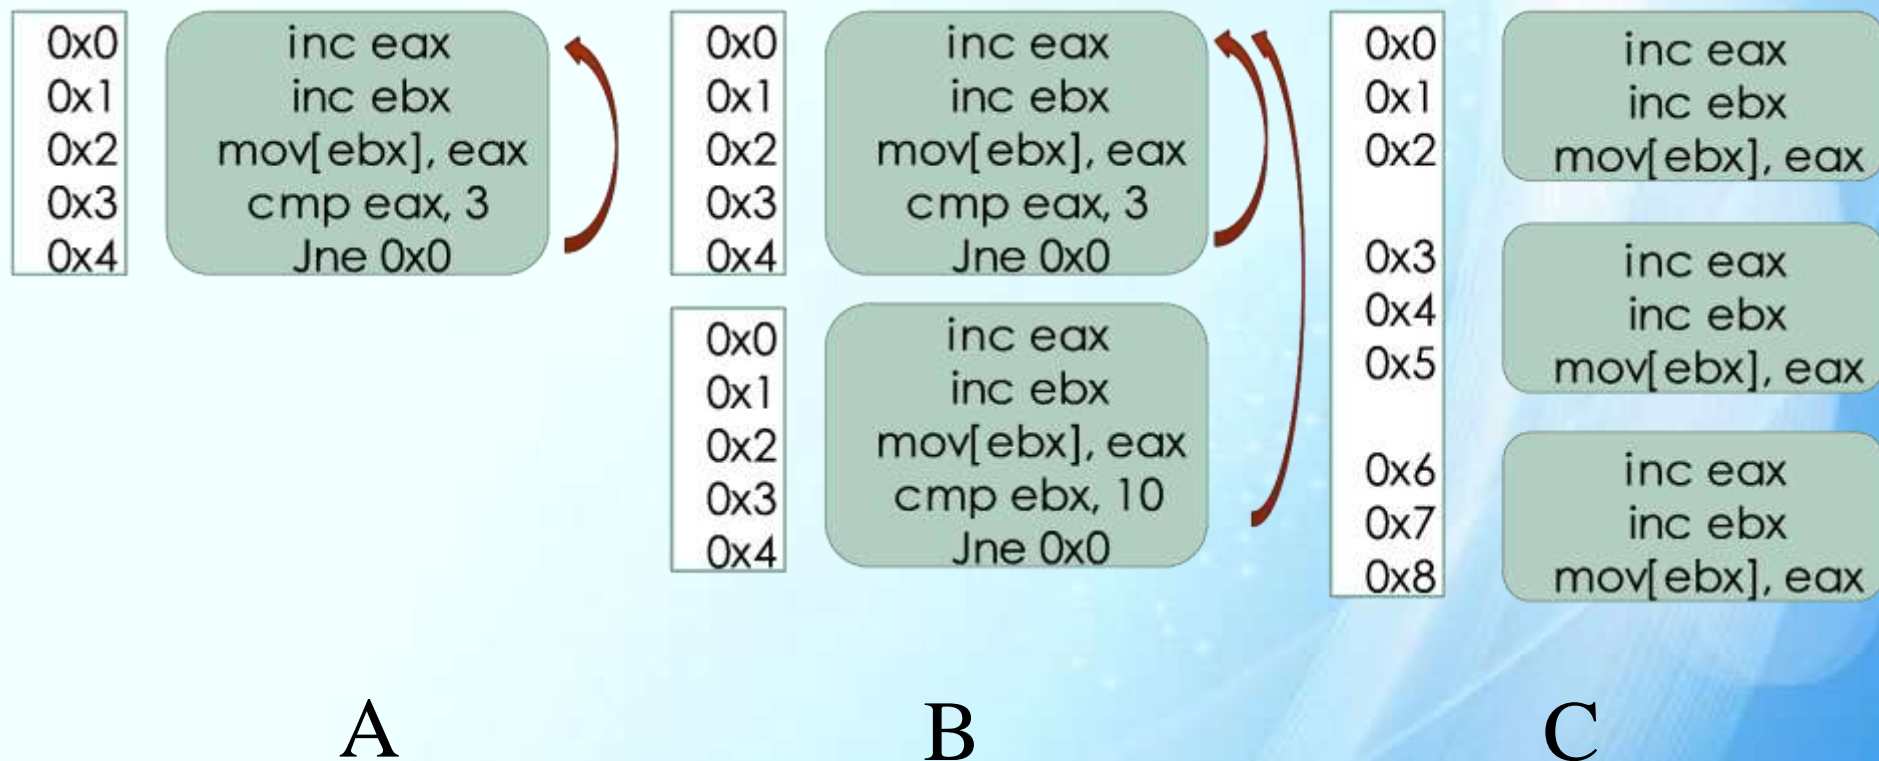 0x0 inc eax
0x1 inc ebx
0x2 mov[ebx], eax
0x3 cmp eax, 3
0x4 Jne 0x0
A
0x0 inc eax
0x1 inc ebx
0x2 mov[ebx], eax
0x3 cmp eax, 3
0x4 Jne 0x0
0x0 inc eax
0x1 inc ebx
0x2 mov[ebx], eax
0x3 cmp ebx, 10
0x4 Jne 0x0
B
0x0 inc eax
0x1 inc ebx
0x2 mov[ebx], eax
0x3 inc eax
0x4 inc ebx
0x5 mov[ebx], eax
0x6 inc eax
0x7 inc ebx
0x8 mov[ebx], eax
C